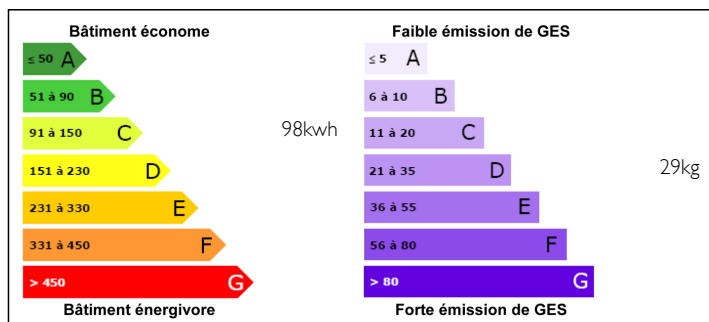 Bâtiment économe
≤ 50 A
51 à 90 B
91 à 150 C
98kwh
151 à 230 D
231 à 330 E
331 à 450 F
> 450 G
Bâtiment énergivore
Faible émission de GES
≤ 5 A
6 à 10 B
11 à 20 C
21 à 35 D
29kg
36 à 55 E
56 à 80 F
> 80 G
Forte émission de GES